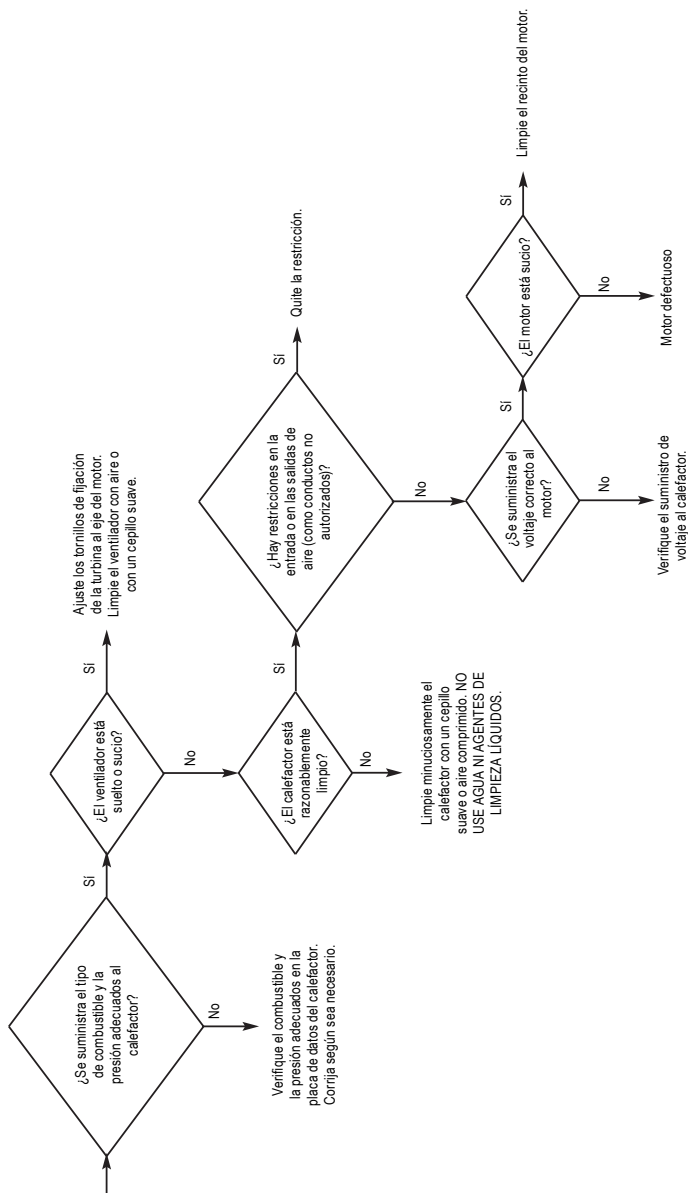 ¿Se suministra el tipo
de combustible y la
presión adecuados al
calefactor?
Sí
No
Verifique el combustible y
la presión adecuados en la
placa de datos del calefactor.
Corrija según sea necesario.
¿El ventilador está
suelto o sucio?
Sí
Ajuste los tornillos de fijación
de la turbina al eje del motor.
Limpie el ventilador con aire o
con un cepillo suave.
No
¿El calefactor está
razonablemente
limpio?
Sí
No
Limpie minuciosamente el
calefactor con un cepillo
suave o aire comprimido. NO
USE AGUA NI AGENTES DE
LIMPIEZA LÍQUIDOS.
¿Hay restricciones en la
entrada o en las salidas de
aire (como conductos no
autorizados)?
Sí
Quite la restricción.
No
¿Se suministra el
voltaje correcto al
motor?
Sí
No
Verifique el suministro de
voltaje al calefactor.
¿El motor está sucio?
Sí
Limpie el recinto del motor.
No
Motor defectuoso